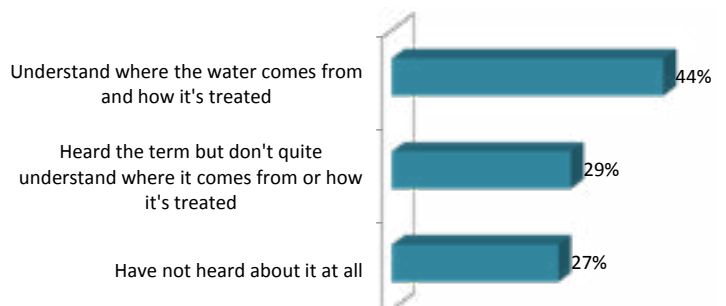 Understand where the water comes from
and how it's treated
44%
Heard the term but don't quite
understand where it comes from or how
it's treated
29%
Have not heard about it at all
27%